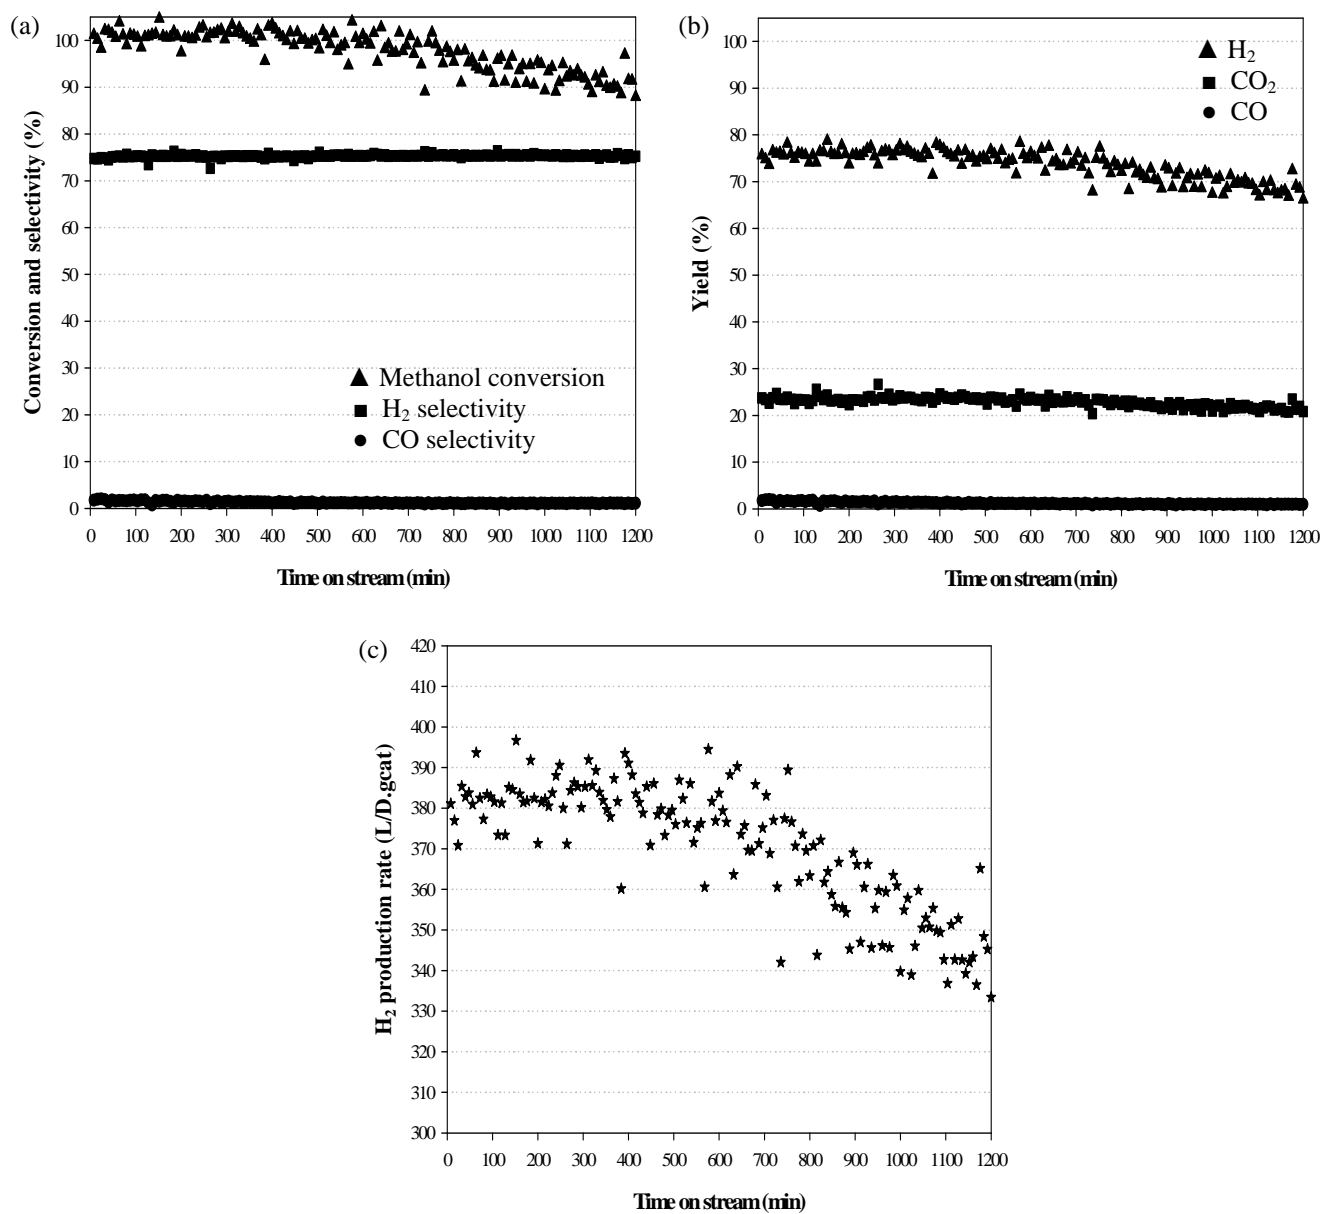 (a)
100
90
80
70
60
50
40
30
20
10
0
Conversion and selectivity (%)
Methanol conversion
H₂ selectivity
CO selectivity
0 100 200 300 400 500 600 700 800 900 1000 1100 1200
Time on stream (min)
(b)
100
90
80
70
60
50
40
30
20
10
0
Yield (%)
H₂
CO₂
CO
0 100 200 300 400 500 600 700 800 900 1000 1100 1200
Time on stream (min)
(c)
420
410
400
390
380
370
360
350
340
330
320
310
300
H₂ production rate (L/D.gcat)
0 100 200 300 400 500 600 700 800 900 1000 1100 1200
Time on stream (min)